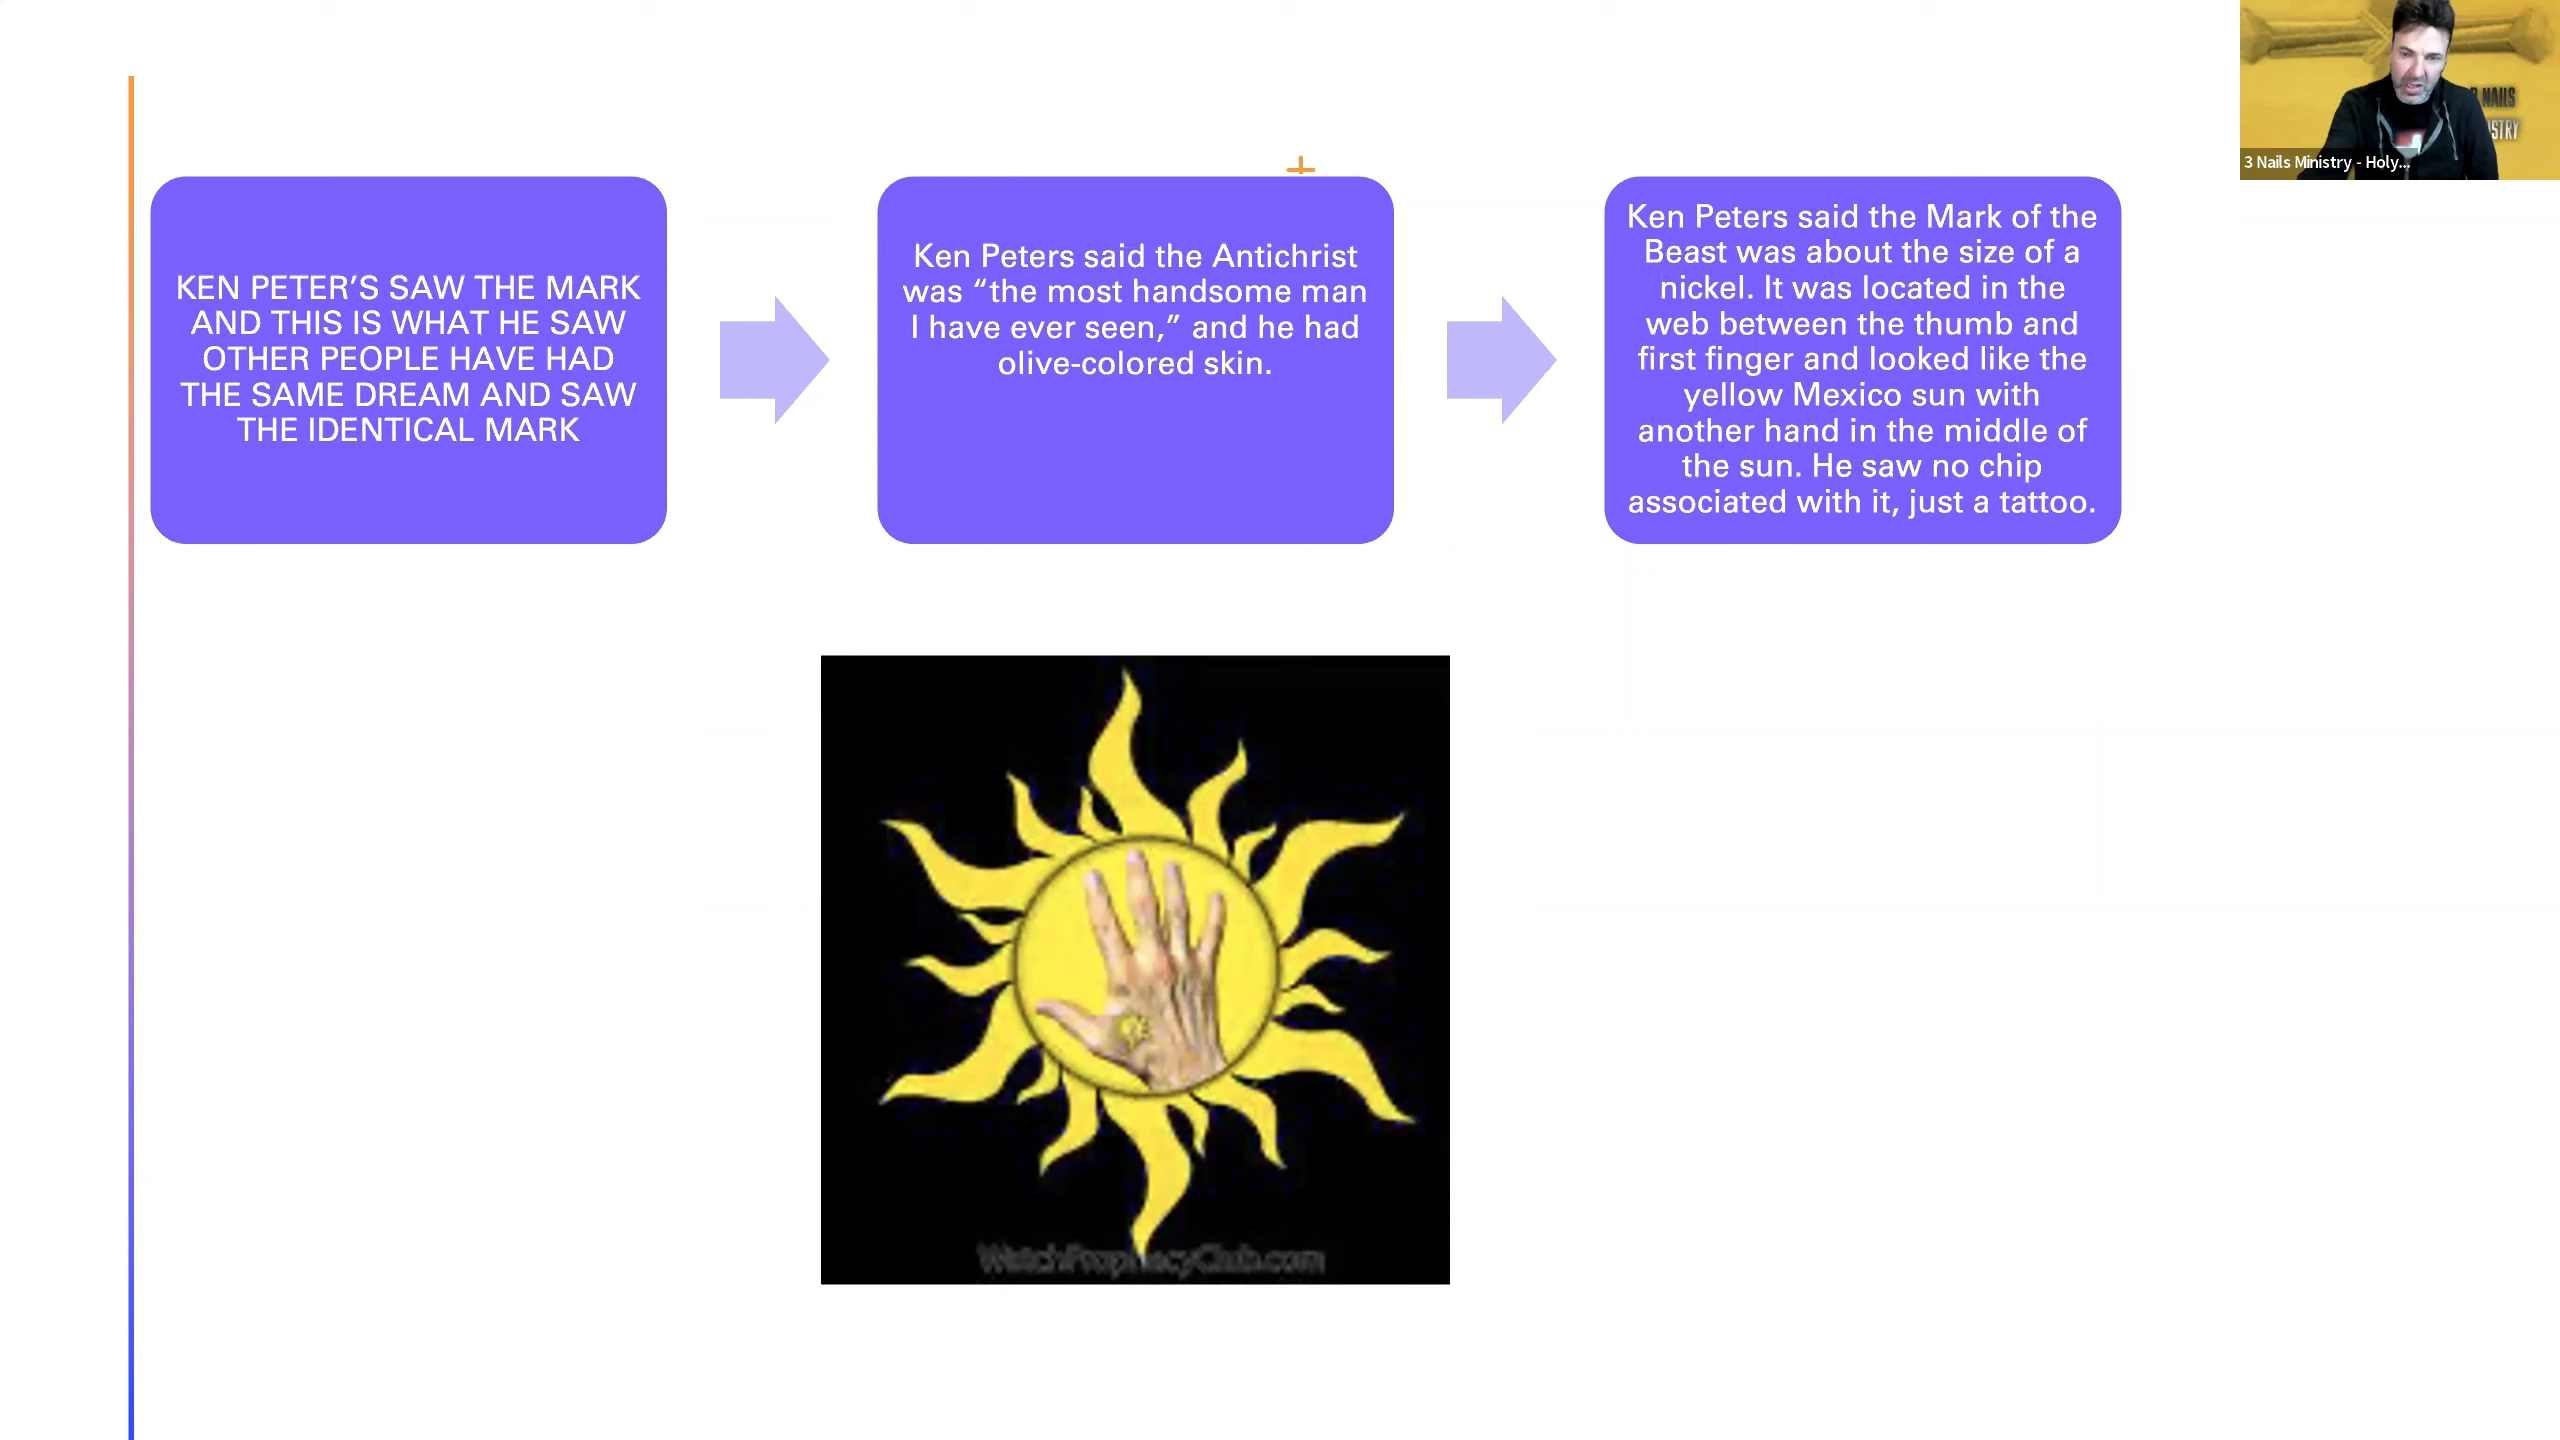 KEN PETER’S SAW THE MARK
AND THIS IS WHAT HE SAW
OTHER PEOPLE HAVE HAD
THE SAME DREAM AND SAW
THE IDENTICAL MARK
Ken Peters said the Antichrist
was “the most handsome man
I have ever seen,” and he had
olive-colored skin.
Ken Peters said the Mark of the
Beast was about the size of a
nickel. It was located in the
web between the thumb and
first finger and looked like the
yellow Mexico sun with
another hand in the middle of
the sun. He saw no chip
associated with it, just a tattoo.
NAILS
ISTRY
3 Nails Ministry - Holy...
WatchProphecyClub.com